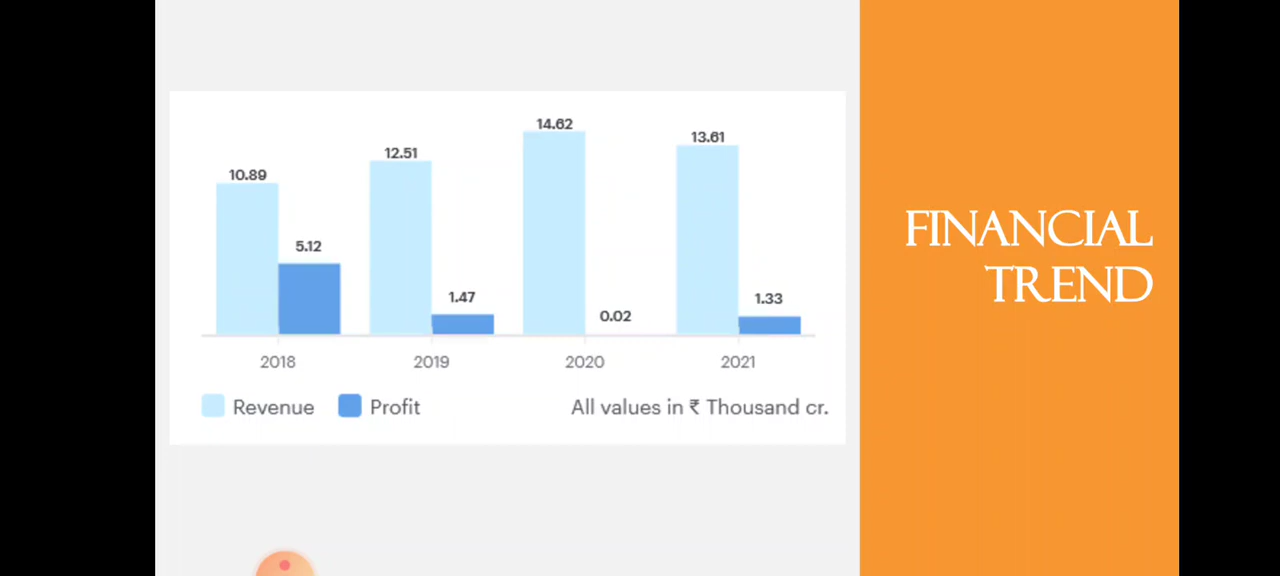 14.62
13.61
12.51
10.89
5.12
1.47
1.33
0.02
2018 2019 2020 2021
Revenue Profit All values in ₹ Thousand cr.
FINANCIAL
TREND